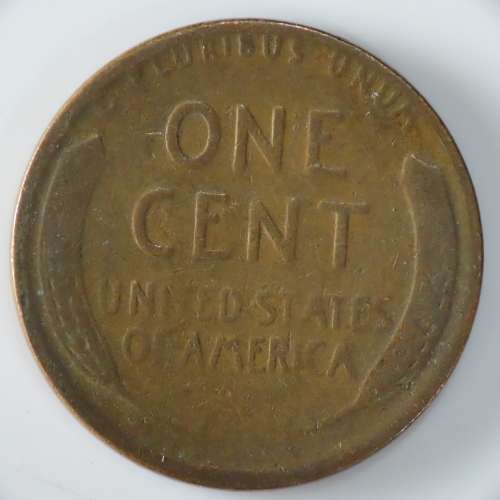 PLURIBUS·UNUM
ONE
CENT
UNITED·STATES
OF AMERICA